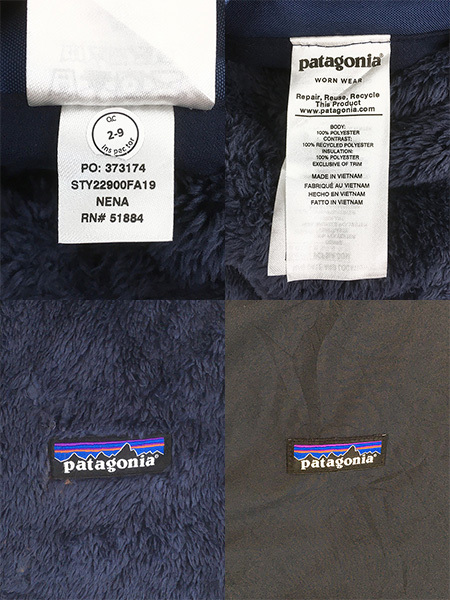 QC
2-9
Inspector
PO: 373174
STY22900FA19
NENA
RN# 51884
patagonia®
WORN WEAR™
Repair, Reuse, Recycle
This Product
www.patagonia.com
BODY:
100% POLYESTER
CONTRAST:
100% RECYCLED POLYESTER
INSULATION:
100% POLYESTER
EXCLUSIVE OF TRIM
MADE IN VIETNAM
FABRIQUÉ AU VIETNAM
HECHO EN VIETNAM
FATTO IN VIETNAM
patagonia®
patagonia®